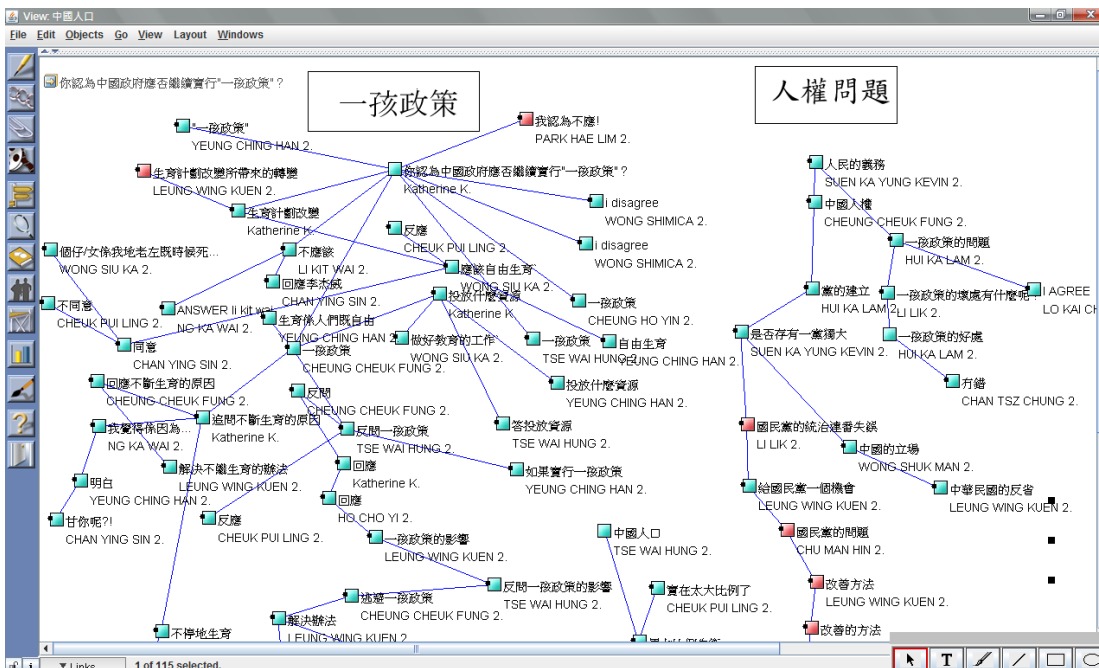 View: 中國人口
File Edit Objects Go View Layout Windows
你認為中國政府應否繼續實行"一孩政策"？
一孩政策
人權問題
"一孩政策"
YEUNG CHING HAN 2.
我認為不應!
PARK HAE LIM 2.
生育計劃改變所帶來的轉變
LEUNG WING KUEN 2.
你認為中國政府應否繼續實行"一孩政策"？
Katherine K.
人民的義務
SUEN KA YUNG KEVIN 2.
生育計劃改變
Katherine K.
i disagree
WONG SHIMICA 2.
中國人權
CHEUNG CHEUK FUNG 2.
反應
CHEUK PUI LING 2.
i disagree
WONG SHIMICA 2.
一孩政策的問題
HUI KA LAM 2.
個仔/女係我地老左既時候死...
WONG SIU KA 2.
不應該
LI KIT WAI 2.
應該自由生育
WONG SIU KA 2.
回應李杰威
CHAN YING SIN 2.
投放什麼資源
Katherine K.
一孩政策
CHEUNG HO YIN 2.
黨的建立
HUI KA LAM 2.
一孩政策的壞處有什麼呢
LI LIK 2.
I AGREE
LO KAI CH
不同意
CHEUK PUI LING 2.
ANSWER li kit wai
NG KA WAI 2.
生育係人們既自由
YEUNG CHING HAN 2.
同意
CHAN YING SIN 2.
一孩政策
CHEUNG CHEUK FUNG 2.
做好教育的工作
WONG SIU KA 2.
一孩政策
TSE WAI HUNG 2.
自由生育
YEUNG CHING HAN 2.
是否存有一黨獨大
SUEN KA YUNG KEVIN 2.
一孩政策的好處
HUI KA LAM 2.
回應不斷生育的原因
CHEUNG CHEUK FUNG 2.
反問
CHEUNG CHEUK FUNG 2.
投放什麼資源
YEUNG CHING HAN 2.
冇錯
CHAN TSZ CHUNG 2.
我覺得係因為...
NG KA WAI 2.
追問不斷生育的原因
Katherine K.
反問一孩政策
TSE WAI HUNG 2.
答投放資源
TSE WAI HUNG 2.
國民黨的統治連番失誤
LI LIK 2.
中國的立場
WONG SHUK MAN 2.
解決不繼生育的辦法
LEUNG WING KUEN 2.
回應
Katherine K.
如果實行一孩政策
YEUNG CHING HAN 2.
明白
YEUNG CHING HAN 2.
回應
HO CHO YI 2.
給國民黨一個機會
LEUNG WING KUEN 2.
中華民國的反省
LEUNG WING KUEN 2.
甘你呢?!
CHAN YING SIN 2.
反應
CHEUK PUI LING 2.
一孩政策的影響
LEUNG WING KUEN 2.
中國人口
TSE WAI HUNG 2.
國民黨的問題
CHU MAN HIN 2.
反問一孩政策的影響
TSE WAI HUNG 2.
實在太大比例了
CHEUK PUI LING 2.
改善方法
LEUNG WING KUEN 2.
逃避一孩政策
CHEUNG CHEUK FUNG 2.
解決辦法
LEUNG WING KUEN 2.
不停地生育
改善的方法
Links
1 of 115 selected.
T